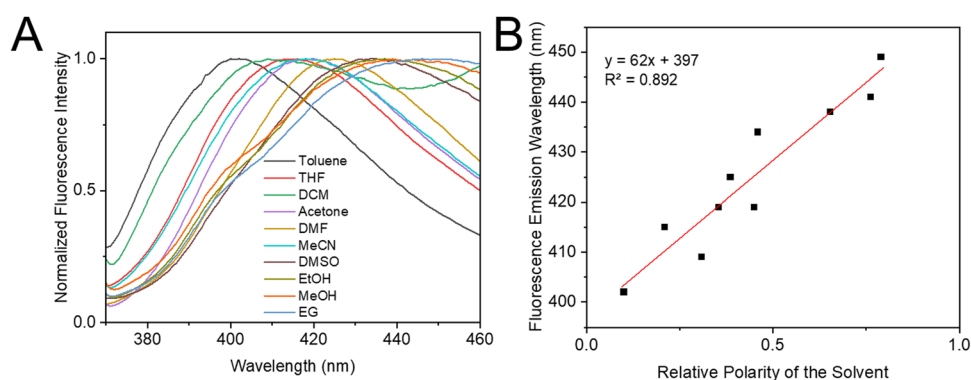 A
Normalized Fluorescence Intensity
1.0
0.5
0.0
Toluene
THF
DCM
Acetone
DMF
MeCN
DMSO
EtOH
MeOH
EG
380
400
420
440
460
Wavelength (nm)
B
Fluorescence Emission Wavelength (nm)
450
440
430
420
410
400
y = 62x + 397
R² = 0.892
0.0
0.5
1.0
Relative Polarity of the Solvent